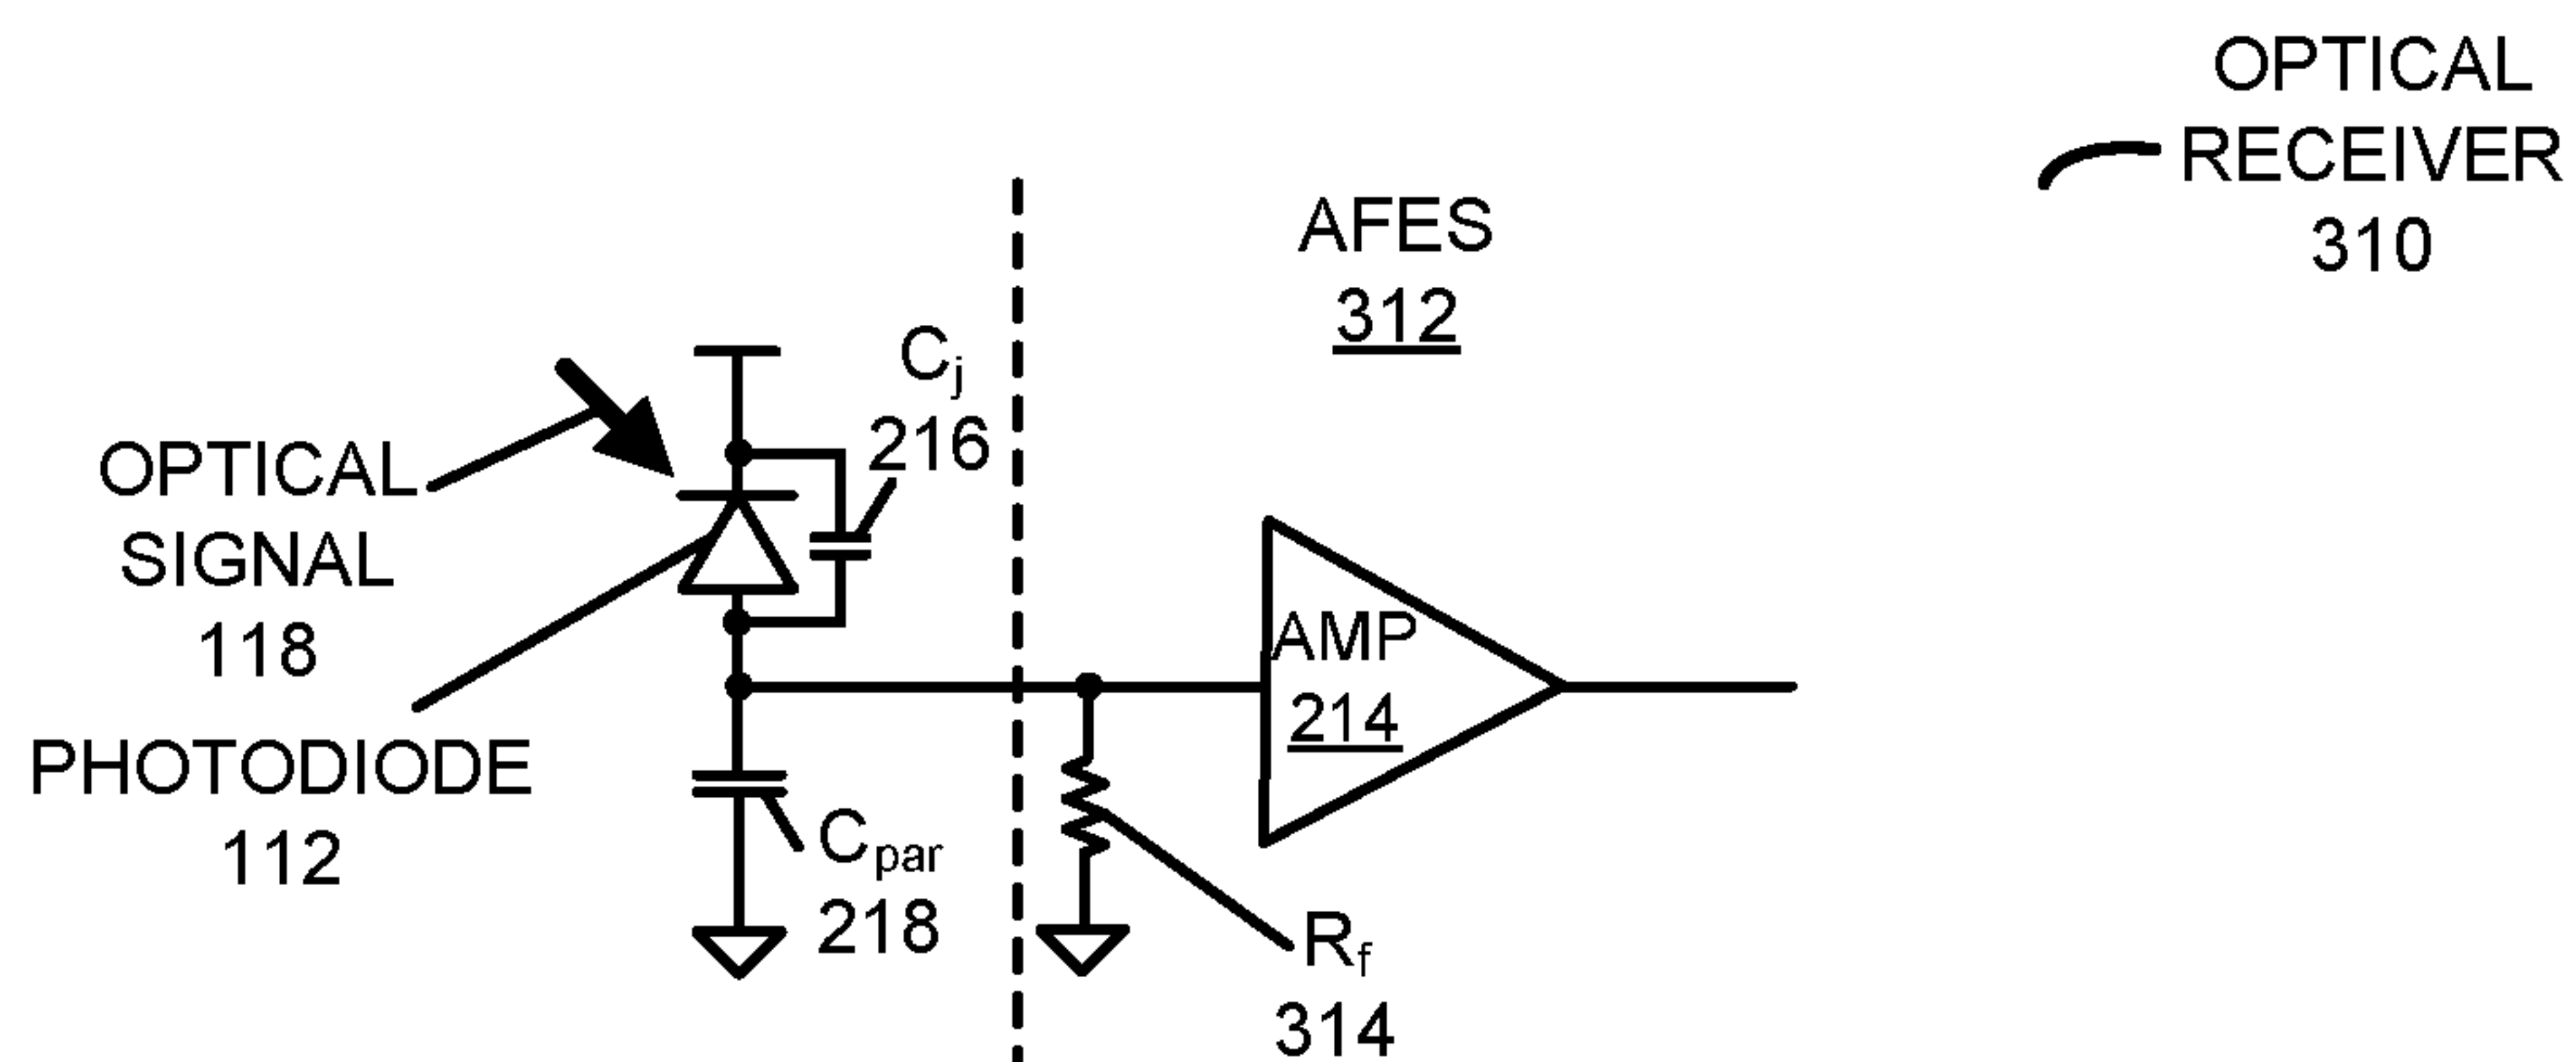 OPTICAL
RECEIVER
310
AFES
312
Cj
216
OPTICAL
SIGNAL
118
AMP
214
PHOTODIODE
112
Cpar
218
Rf
314